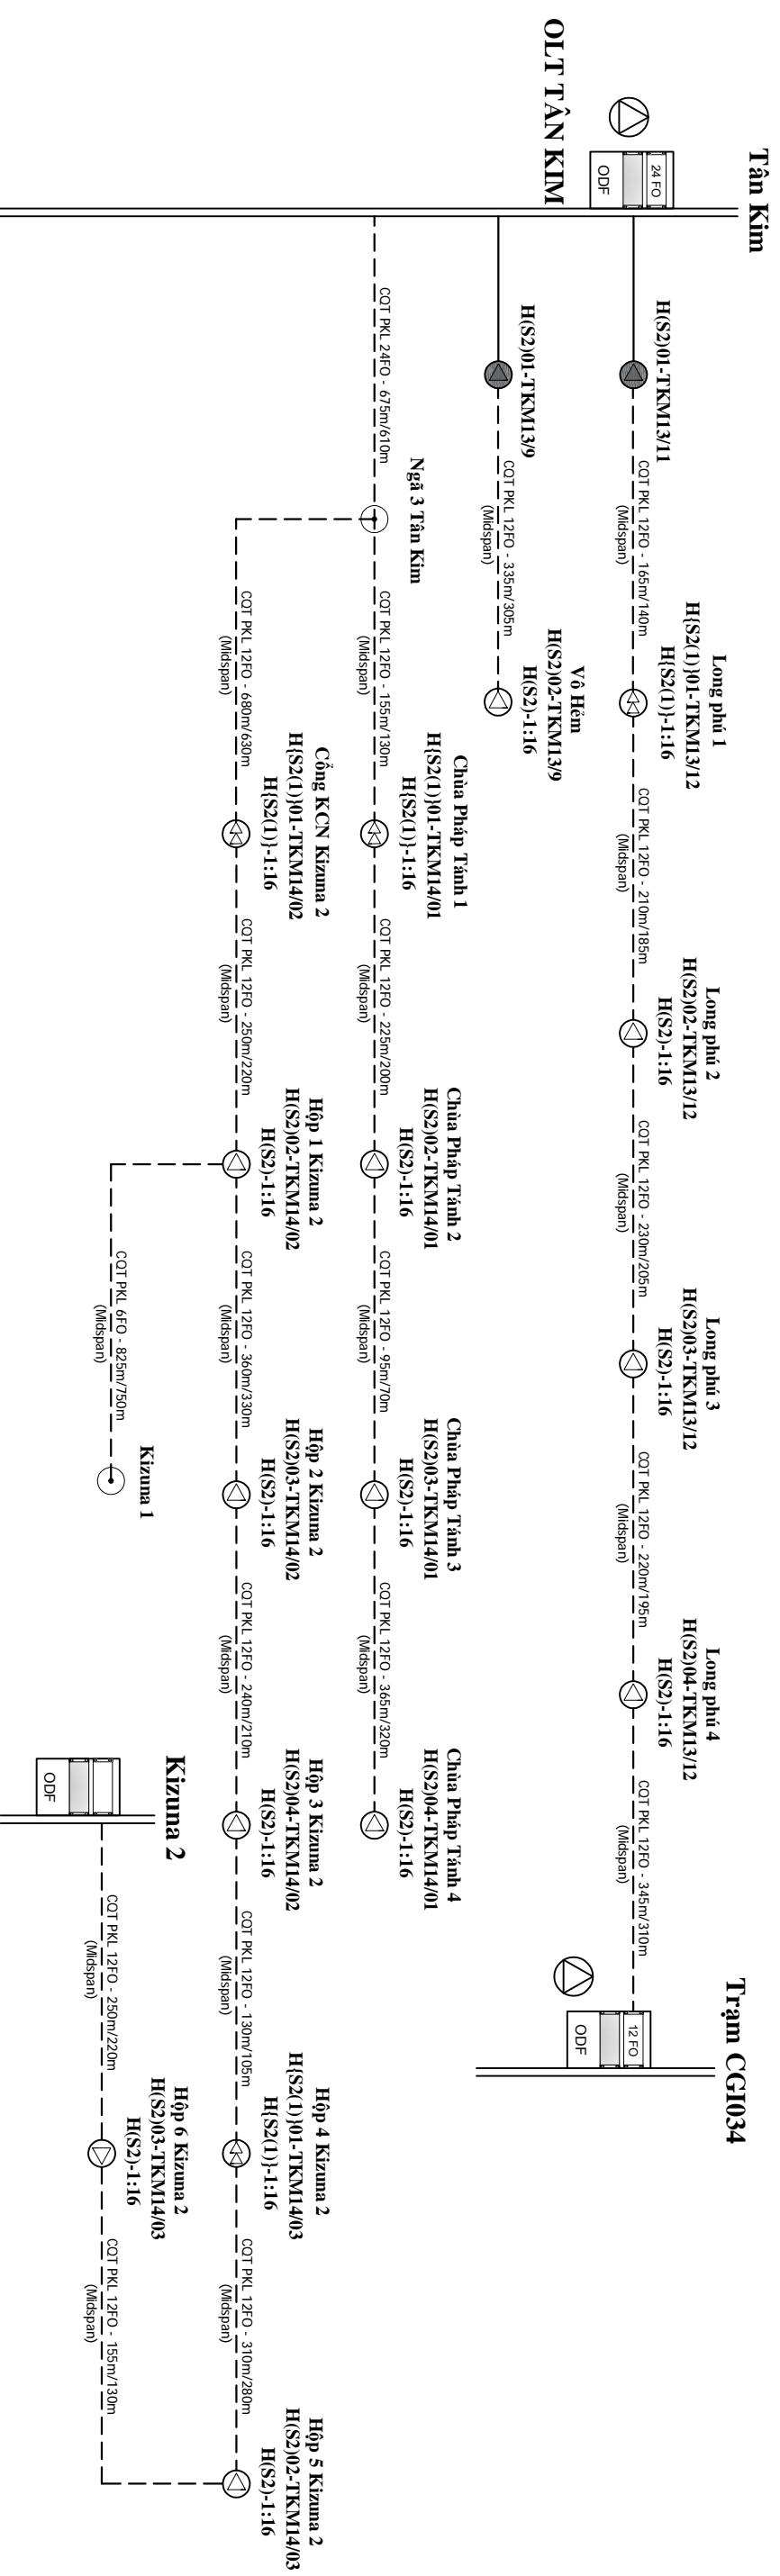 Tân Kim
24 FO
ODF
OLT TÂN KIM
H(S2)01-TKM13/11
CQT PKL 12FO - 165m/140m
(Midspan)
Long phú 1
H{S2(1)}01-TKM13/12
H{S2(1)}-1:16
CQT PKL 12FO - 210m/185m
(Midspan)
Long phú 2
H(S2)02-TKM13/12
H(S2)-1:16
CQT PKL 12FO - 230m/205m
(Midspan)
Long phú 3
H(S2)03-TKM13/12
H(S2)-1:16
CQT PKL 12FO - 220m/195m
(Midspan)
Long phú 4
H(S2)04-TKM13/12
H(S2)-1:16
CQT PKL 12FO - 345m/310m
(Midspan)
Trạm CGI034
12 FO
ODF
H(S2)01-TKM13/9
CQT PKL 12FO - 335m/305m
(Midspan)
Vô Hẻm
H(S2)02-TKM13/9
H(S2)-1:16
CQT PKL 24FO - 675m/610m
Ngã 3 Tân Kim
CQT PKL 12FO - 155m/130m
(Midspan)
Chùa Pháp Tánh 1
H{S2(1)}01-TKM14/01
H{S2(1)}-1:16
CQT PKL 12FO - 225m/200m
(Midspan)
Chùa Pháp Tánh 2
H(S2)02-TKM14/01
H(S2)-1:16
CQT PKL 12FO - 95m/70m
(Midspan)
Chùa Pháp Tánh 3
H(S2)03-TKM14/01
H(S2)-1:16
CQT PKL 12FO - 365m/320m
(Midspan)
Chùa Pháp Tánh 4
H(S2)04-TKM14/01
H(S2)-1:16
CQT PKL 12FO - 680m/630m
(Midspan)
Cổng KCN Kizuna 2
H{S2(1)}01-TKM14/02
H{S2(1)}-1:16
CQT PKL 12FO - 250m/220m
(Midspan)
Hộp 1 Kizuna 2
H(S2)02-TKM14/02
H(S2)-1:16
CQT PKL 12FO - 360m/330m
(Midspan)
Hộp 2 Kizuna 2
H(S2)03-TKM14/02
H(S2)-1:16
CQT PKL 12FO - 240m/210m
(Midspan)
Hộp 3 Kizuna 2
H(S2)04-TKM14/02
H(S2)-1:16
CQT PKL 12FO - 130m/105m
(Midspan)
Hộp 4 Kizuna 2
H{S2(1)}01-TKM14/03
H{S2(1)}-1:16
CQT PKL 12FO - 310m/280m
(Midspan)
Hộp 5 Kizuna 2
H(S2)02-TKM14/03
H(S2)-1:16
CQT PKL 6FO - 825m/750m
(Midspan)
Kizuna 1
Kizuna 2
ODF
CQT PKL 12FO - 250m/220m
(Midspan)
Hộp 6 Kizuna 2
H(S2)03-TKM14/03
H(S2)-1:16
CQT PKL 12FO - 155m/130m
(Midspan)